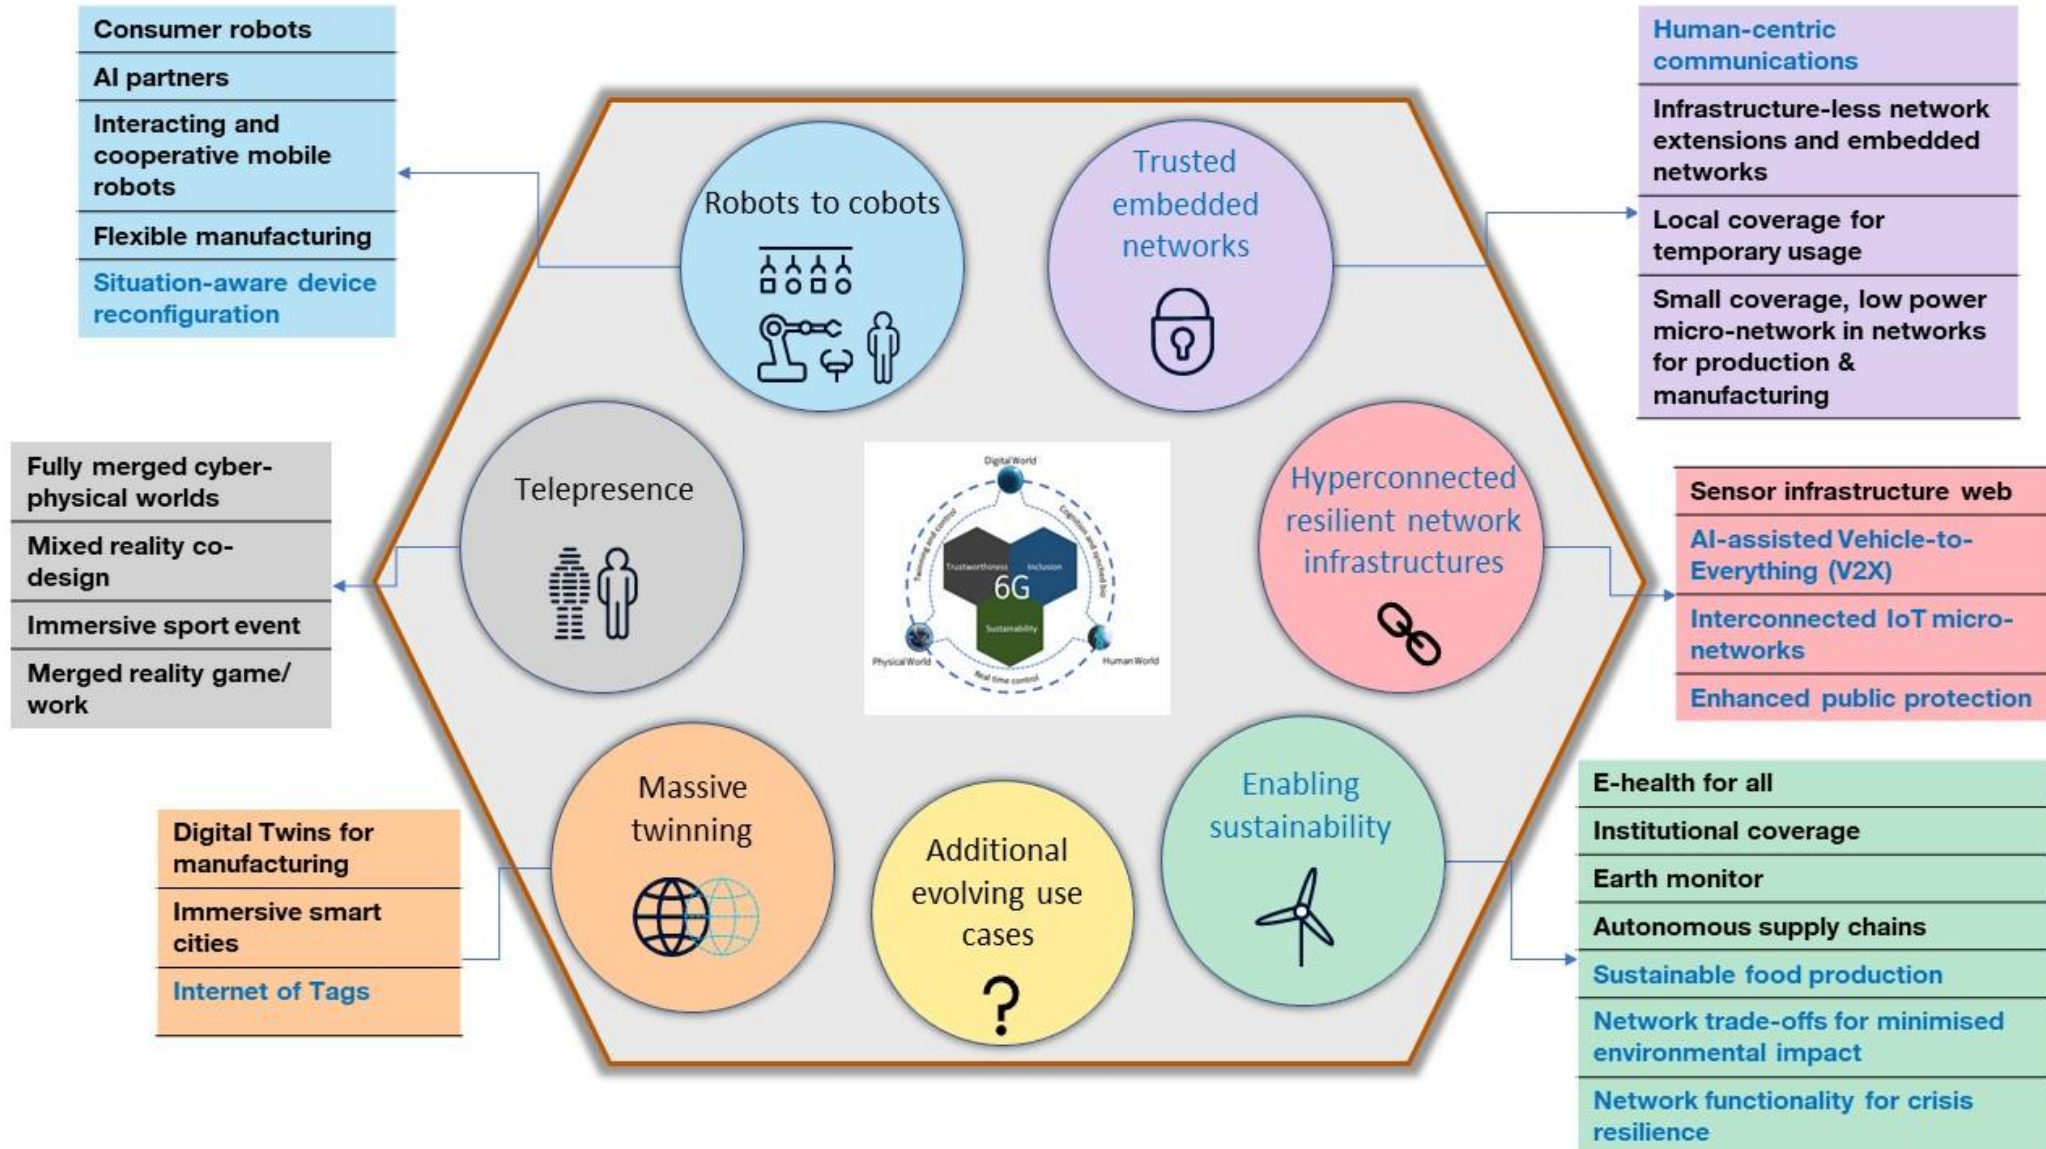 Consumer robots
AI partners
Interacting and
cooperative mobile
robots
Flexible manufacturing
Situation-aware device
reconfiguration
Robots to cobots
Trusted
embedded
networks
Human-centric
communications
Infrastructure-less network
extensions and embedded
networks
Local coverage for
temporary usage
Small coverage, low power
micro-network in networks
for production &
manufacturing
Fully merged cyber-
physical worlds
Mixed reality co-
design
Immersive sport event
Merged reality game/
work
Telepresence
Digital World
Twinning and control
Cognition and synched bio
Trustworthiness
Inclusion
6G
Sustainability
Physical World
Human World
Real time control
Hyperconnected
resilient network
infrastructures
Sensor infrastructure web
AI-assisted Vehicle-to-
Everything (V2X)
Interconnected IoT micro-
networks
Enhanced public protection
Digital Twins for
manufacturing
Immersive smart
cities
Internet of Tags
Massive
twinning
Additional
evolving use
cases
?
Enabling
sustainability
E-health for all
Institutional coverage
Earth monitor
Autonomous supply chains
Sustainable food production
Network trade-offs for minimised
environmental impact
Network functionality for crisis
resilience